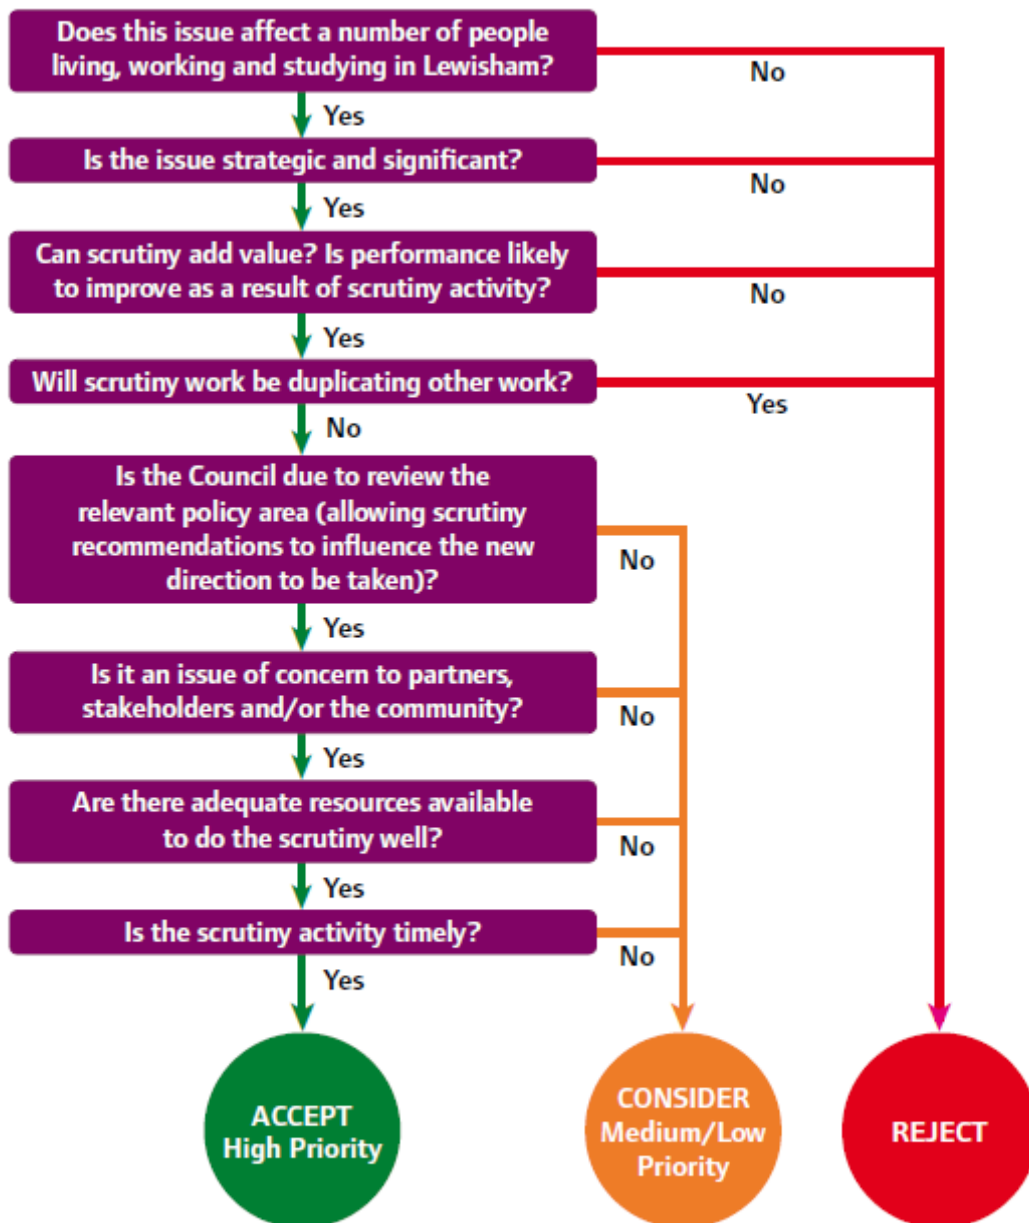 Does this issue affect a number of people
living, working and studying in Lewisham?
No
Yes
Is the issue strategic and significant?
No
Yes
Can scrutiny add value? Is performance likely
to improve as a result of scrutiny activity?
No
Yes
Will scrutiny work be duplicating other work?
Yes
No
Is the Council due to review the
relevant policy area (allowing scrutiny
recommendations to influence the new
direction to be taken)?
No
Yes
Is it an issue of concern to partners,
stakeholders and/or the community?
No
Yes
Are there adequate resources available
to do the scrutiny well?
No
Yes
Is the scrutiny activity timely?
No
Yes
ACCEPT
High Priority
CONSIDER
Medium/Low
Priority
REJECT